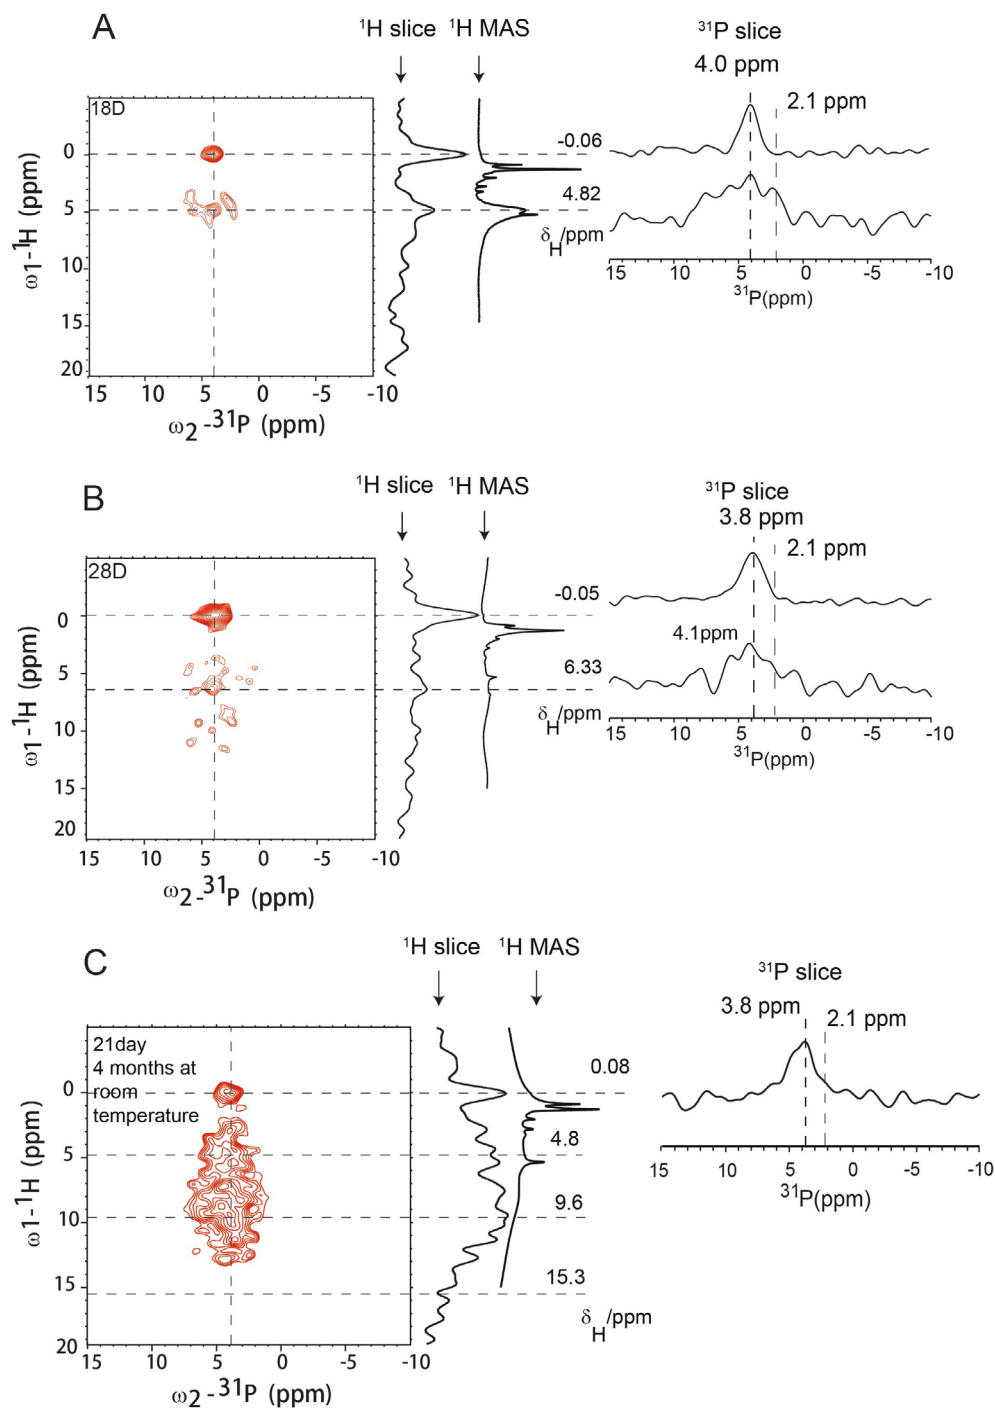 A
¹H slice ¹H MAS
³¹P slice
4.0 ppm
2.1 ppm
18D
-0.06
4.82
δH/ppm
0
5
10
15
20
ω1-¹H (ppm)
15 10 5 0 -5 -10
ω2-³¹P (ppm)
15 10 5 0 -5 -10
³¹P(ppm)
B
¹H slice ¹H MAS
³¹P slice
3.8 ppm
2.1 ppm
28D
-0.05
4.1ppm
6.33
δH/ppm
0
5
10
15
20
ω1-¹H (ppm)
15 10 5 0 -5 -10
ω2-³¹P (ppm)
15 10 5 0 -5 -10
³¹P(ppm)
C
¹H slice ¹H MAS
³¹P slice
3.8 ppm
2.1 ppm
21day
4 months at
room
temperature
0.08
4.8
9.6
15.3
δH/ppm
0
5
10
15
20
ω1-¹H (ppm)
15 10 5 0 -5 -10
ω2-³¹P (ppm)
15 10 5 0 -5 -10
³¹P(ppm)